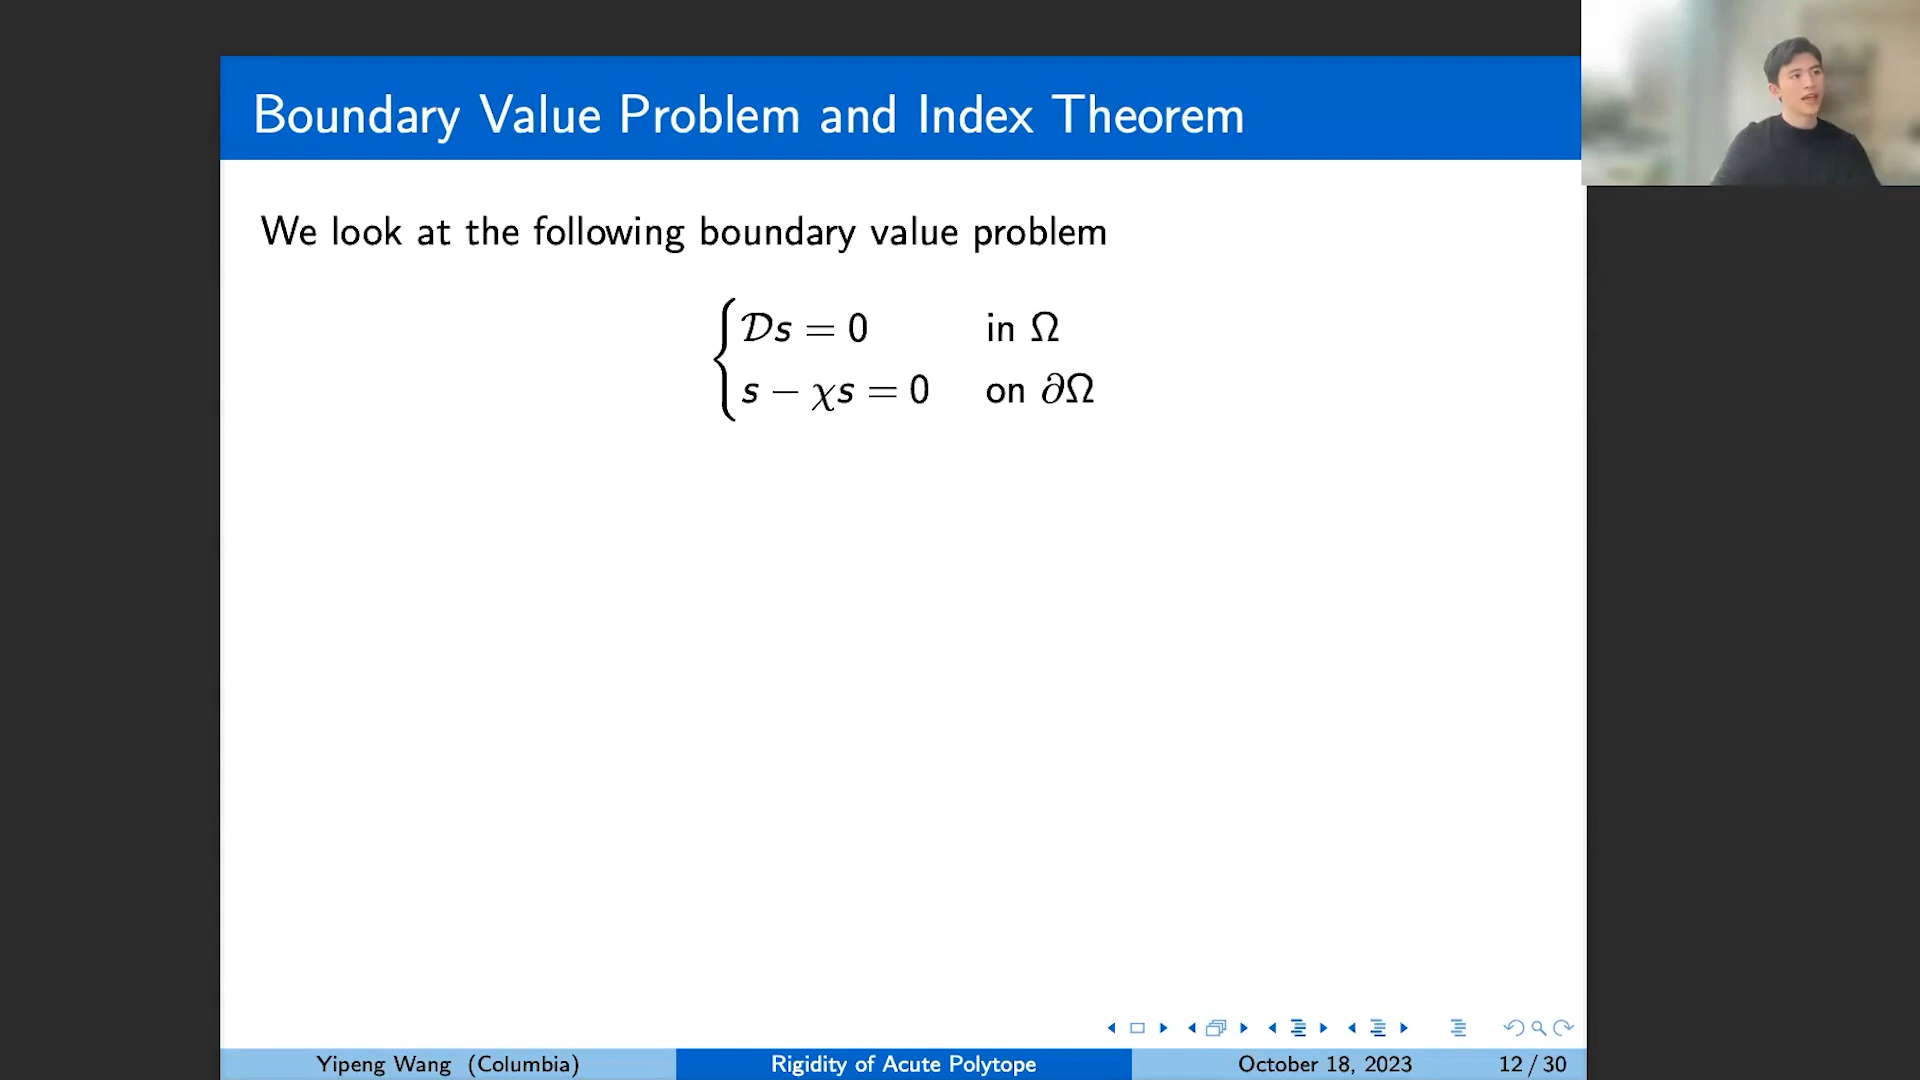 Boundary Value Problem and Index Theorem
We look at the following boundary value problem
𝒟s = 0 in Ω
s − χs = 0 on ∂Ω
Yipeng Wang (Columbia) Rigidity of Acute Polytope October 18, 2023 12 / 30